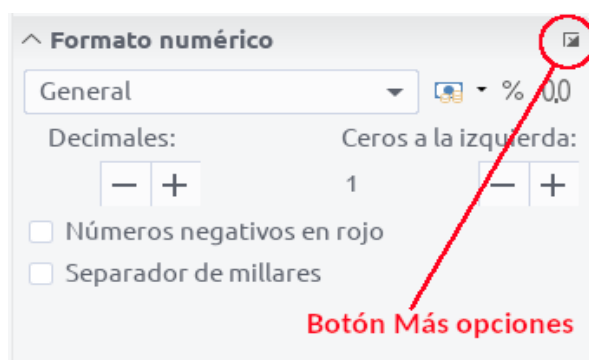 Formato numérico
General % 0,0
Decimales: Ceros a la izquierda:
— + 1 — +
Números negativos en rojo
Separador de millares
Botón Más opciones